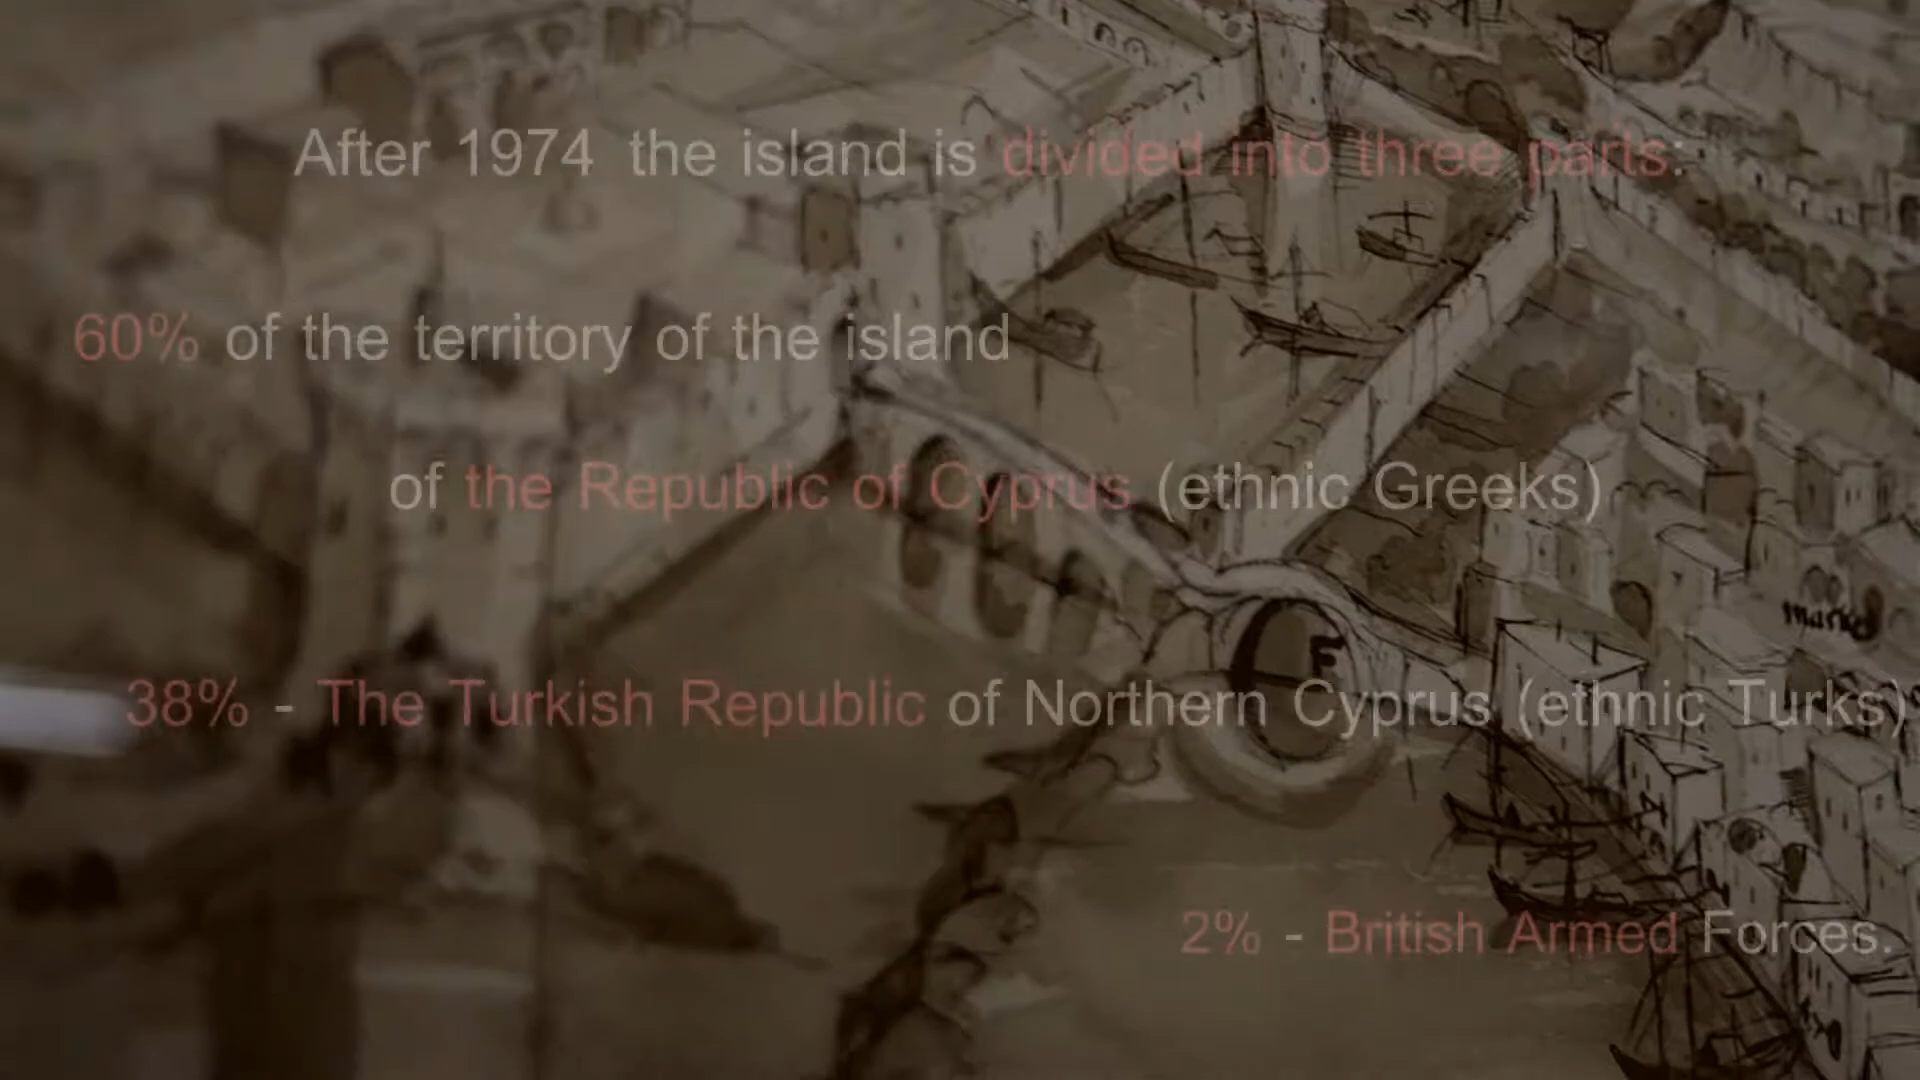 After 1974 the island is divided into three parts:
60% of the territory of the island
of the Republic of Cyprus (ethnic Greeks)
market
F
38% - The Turkish Republic of Northern Cyprus (ethnic Turks)
2% - British Armed Forces.